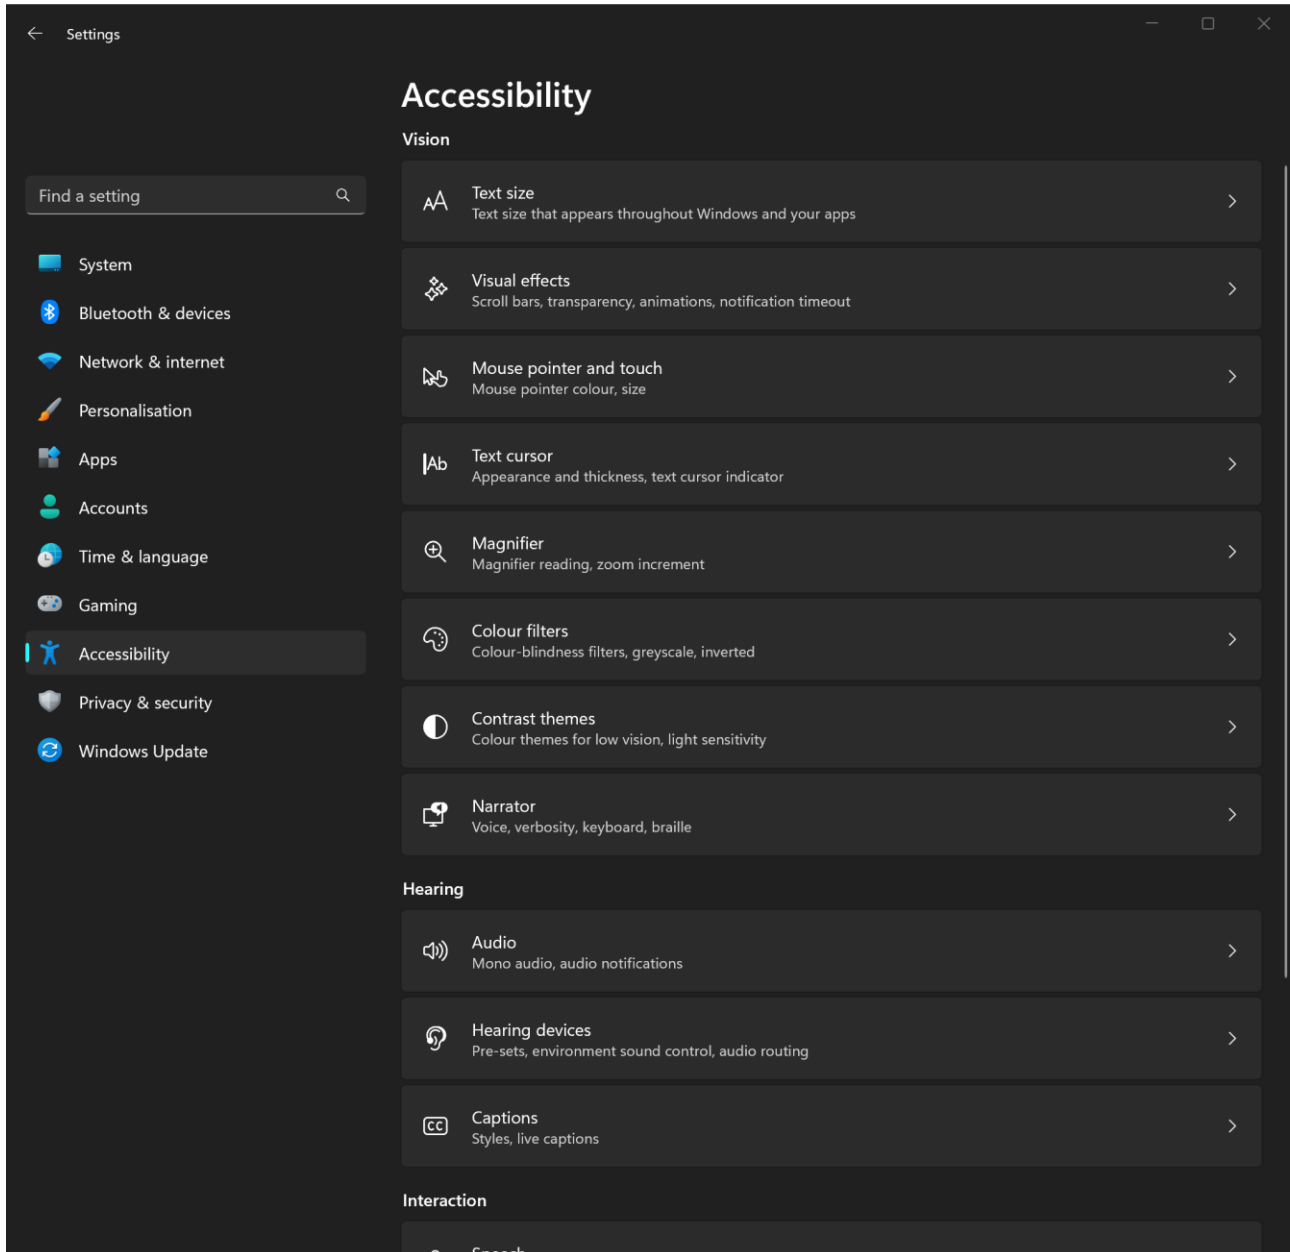 Settings
Accessibility
Vision
Find a setting
System
Bluetooth & devices
Network & internet
Personalisation
Apps
Accounts
Time & language
Gaming
Accessibility
Privacy & security
Windows Update
Text size
Text size that appears throughout Windows and your apps
Visual effects
Scroll bars, transparency, animations, notification timeout
Mouse pointer and touch
Mouse pointer colour, size
Ab
Text cursor
Appearance and thickness, text cursor indicator
Magnifier
Magnifier reading, zoom increment
Colour filters
Colour-blindness filters, greyscale, inverted
Contrast themes
Colour themes for low vision, light sensitivity
Narrator
Voice, verbosity, keyboard, braille
Hearing
Audio
Mono audio, audio notifications
Hearing devices
Pre-sets, environment sound control, audio routing
CC
Captions
Styles, live captions
Interaction
Speech